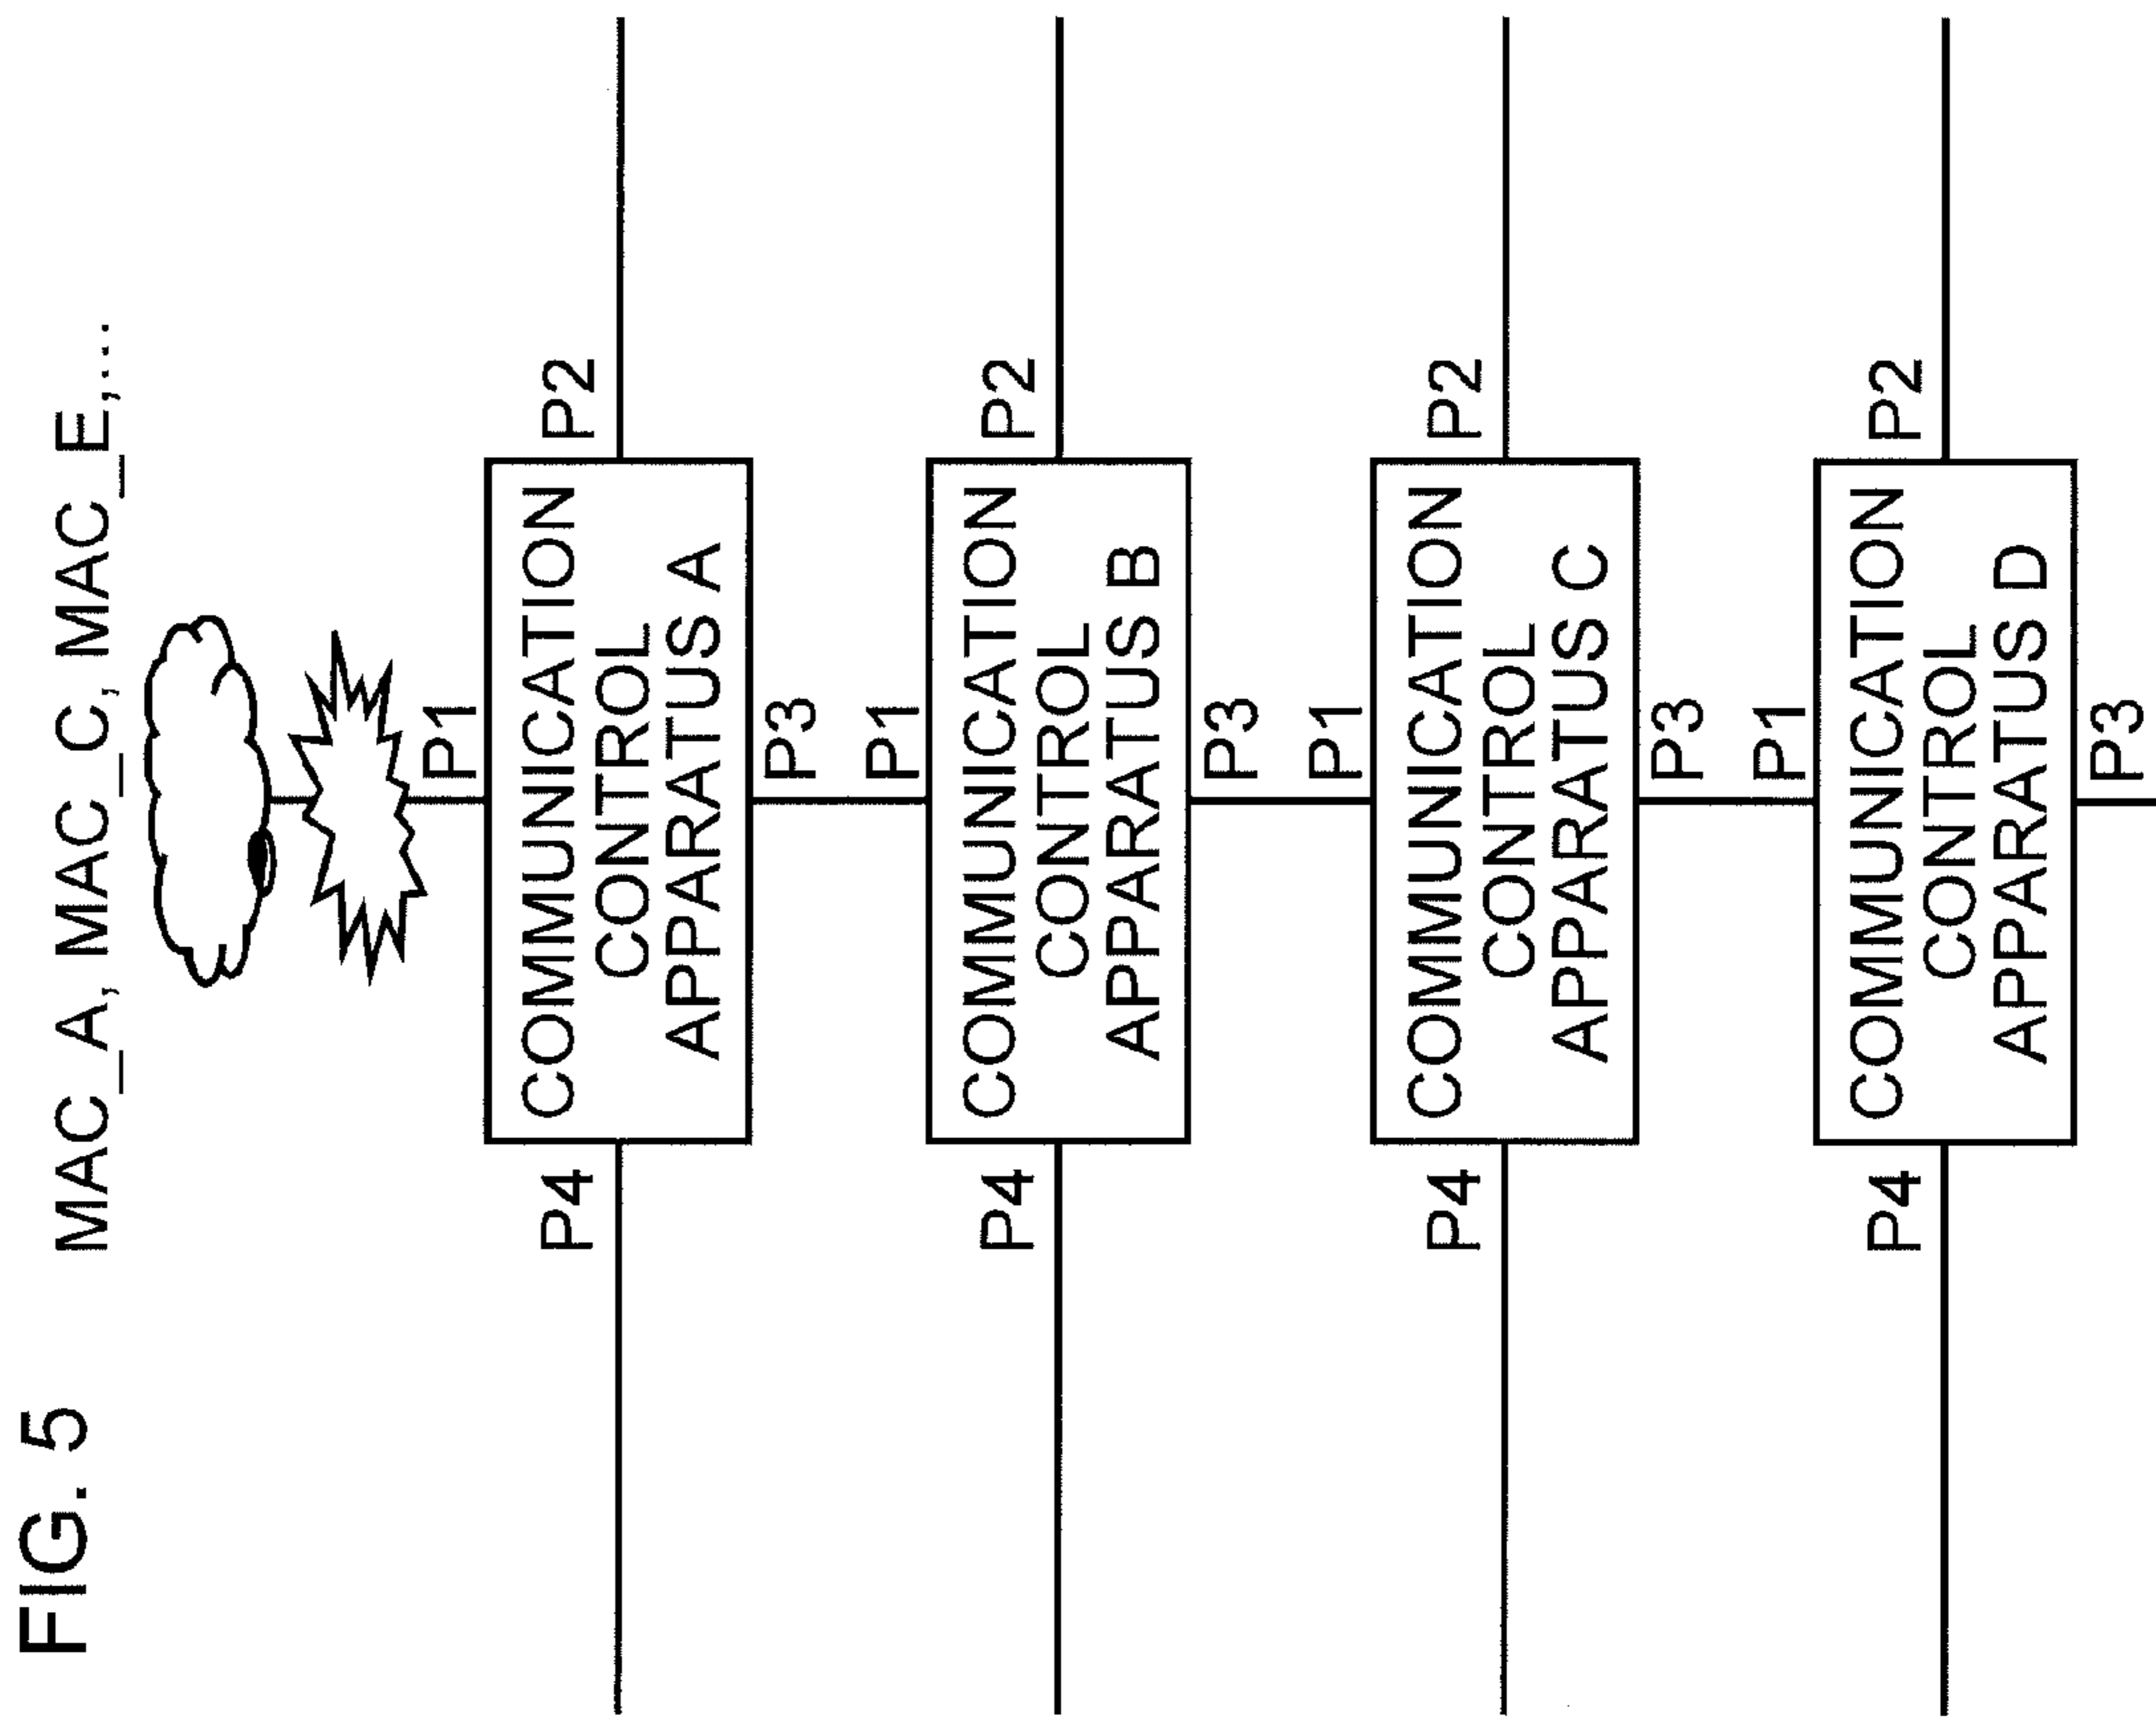 FIG. 5
MAC_A, MAC_C, MAC_E,...
P1
P4
COMMUNICATION
CONTROL
APPARATUS A
P2
P3
P1
P4
COMMUNICATION
CONTROL
APPARATUS B
P2
P3
P1
P4
COMMUNICATION
CONTROL
APPARATUS C
P2
P3
P1
P4
COMMUNICATION
CONTROL
APPARATUS D
P2
P3